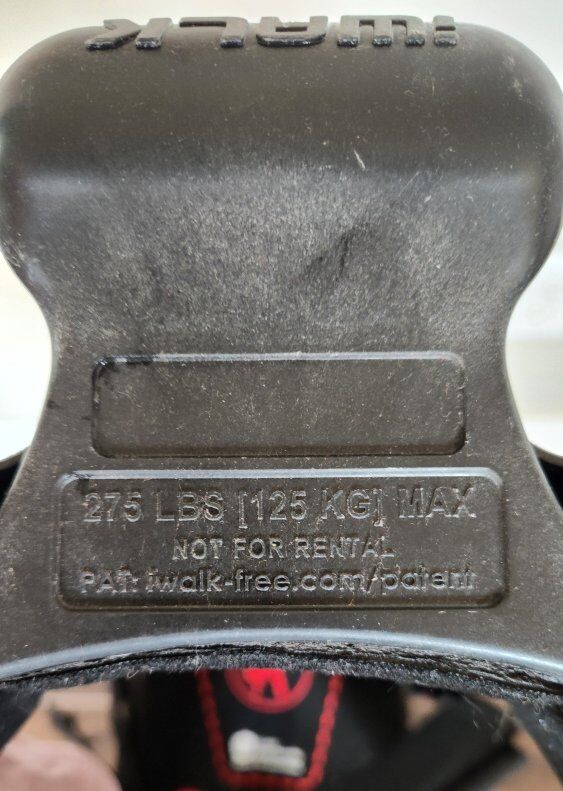 iWALK
275 LBS [125 KG] MAX
NOT FOR RENTAL
PAT: iwalk-free.com/patent